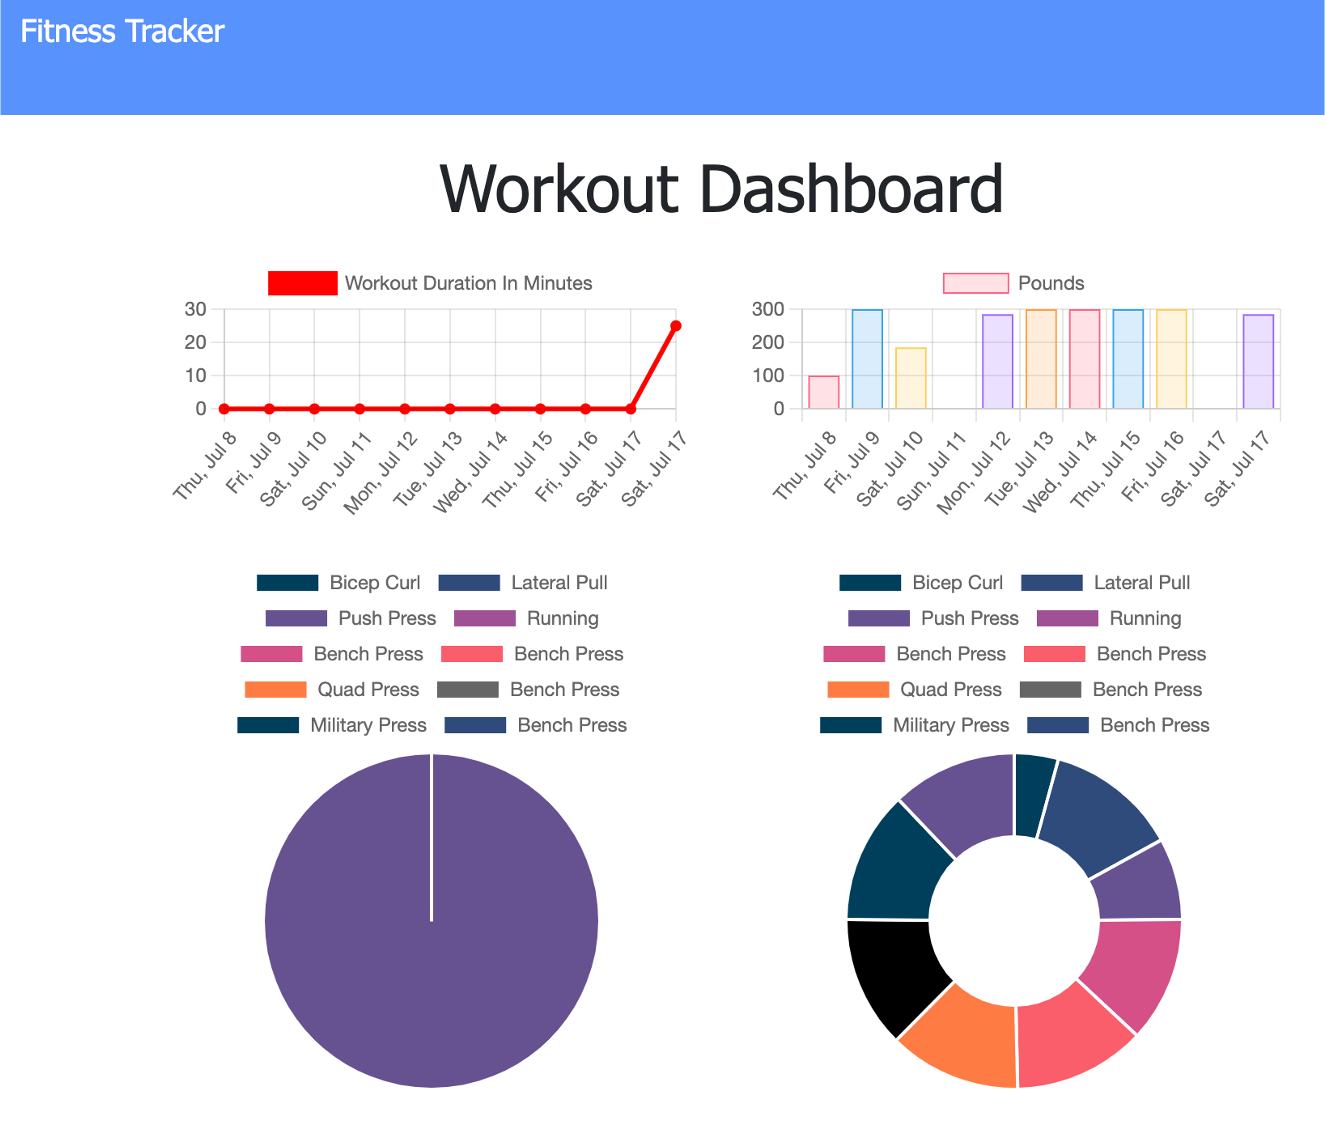 Fitness Tracker
Workout Dashboard
Workout Duration In Minutes
30
20
10
0
Thu, Jul 8
Fri, Jul 9
Sat, Jul 10
Sun, Jul 11
Mon, Jul 12
Tue, Jul 13
Wed, Jul 14
Thu, Jul 15
Fri, Jul 16
Sat, Jul 17
Sat, Jul 17
Pounds
300
200
100
0
Thu, Jul 8
Fri, Jul 9
Sat, Jul 10
Sun, Jul 11
Mon, Jul 12
Tue, Jul 13
Wed, Jul 14
Thu, Jul 15
Fri, Jul 16
Sat, Jul 17
Sat, Jul 17
Bicep Curl Lateral Pull
Push Press Running
Bench Press Bench Press
Quad Press Bench Press
Military Press Bench Press
Bicep Curl Lateral Pull
Push Press Running
Bench Press Bench Press
Quad Press Bench Press
Military Press Bench Press